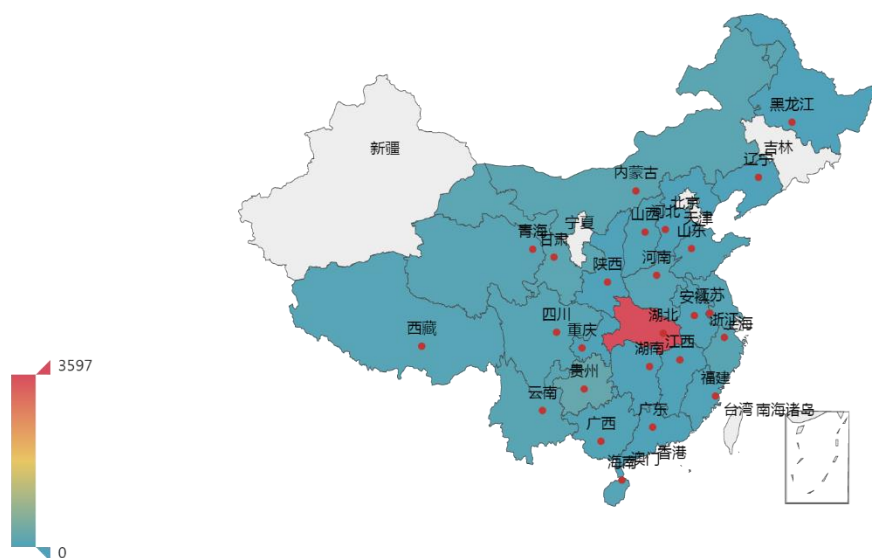 黑龙江
吉林
新疆
辽宁
内蒙古
北京
宁夏
山西
河北
天津
青海
甘肃
山东
陕西
河南
安徽
江苏
四川
湖北
浙江
上海
西藏
重庆
湖南
江西
3597
贵州
福建
云南
台湾
南海诸岛
广西
广东
香港
海南
澳门
0